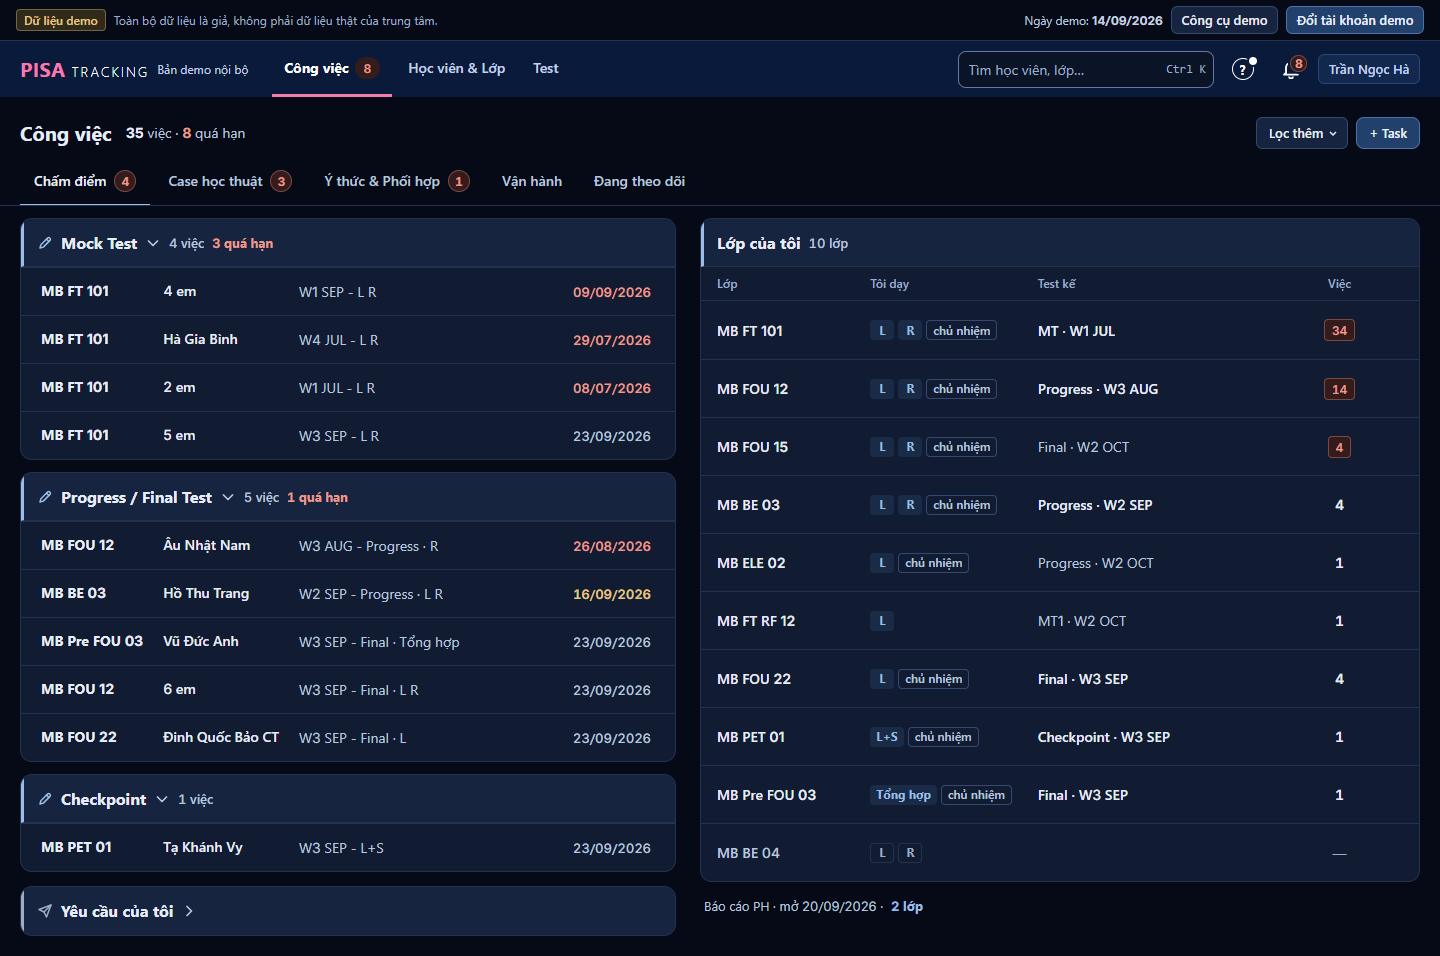 Dữ liệu demo Toàn bộ dữ liệu là giả, không phải dữ liệu thật của trung tâm. Ngày demo: 14/09/2026 Công cụ demo Đổi tài khoản demo
PISA TRACKING Bản demo nội bộ Công việc 8 Học viên & Lớp Test Tìm học viên, lớp... Ctrl K ? 8 Trần Ngọc Hà
Công việc 35 việc · 8 quá hạn Lọc thêm + Task
Chấm điểm 4 Case học thuật 3 Ý thức & Phối hợp 1 Vận hành Đang theo dõi
Mock Test 4 việc 3 quá hạn
MB FT 101 4 em W1 SEP - L R 09/09/2026
MB FT 101 Hà Gia Bình W4 JUL - L R 29/07/2026
MB FT 101 2 em W1 JUL - L R 08/07/2026
MB FT 101 5 em W3 SEP - L R 23/09/2026
Progress / Final Test 5 việc 1 quá hạn
MB FOU 12 Âu Nhật Nam W3 AUG - Progress · R 26/08/2026
MB BE 03 Hồ Thu Trang W2 SEP - Progress · L R 16/09/2026
MB Pre FOU 03 Vũ Đức Anh W3 SEP - Final · Tổng hợp 23/09/2026
MB FOU 12 6 em W3 SEP - Final · L R 23/09/2026
MB FOU 22 Đinh Quốc Bảo CT W3 SEP - Final · L 23/09/2026
Checkpoint 1 việc
MB PET 01 Tạ Khánh Vy W3 SEP - L+S 23/09/2026
Yêu cầu của tôi
Lớp của tôi 10 lớp
Lớp Tôi dạy Test kế Việc
MB FT 101 L R chủ nhiệm MT · W1 JUL 34
MB FOU 12 L R chủ nhiệm Progress · W3 AUG 14
MB FOU 15 L R chủ nhiệm Final · W2 OCT 4
MB BE 03 L R chủ nhiệm Progress · W2 SEP 4
MB ELE 02 L chủ nhiệm Progress · W2 OCT 1
MB FT RF 12 L MT1 · W2 OCT 1
MB FOU 22 L chủ nhiệm Final · W3 SEP 4
MB PET 01 L+S chủ nhiệm Checkpoint · W3 SEP 1
MB Pre FOU 03 Tổng hợp chủ nhiệm Final · W3 SEP 1
MB BE 04 L R —
Báo cáo PH · mở 20/09/2026 · 2 lớp